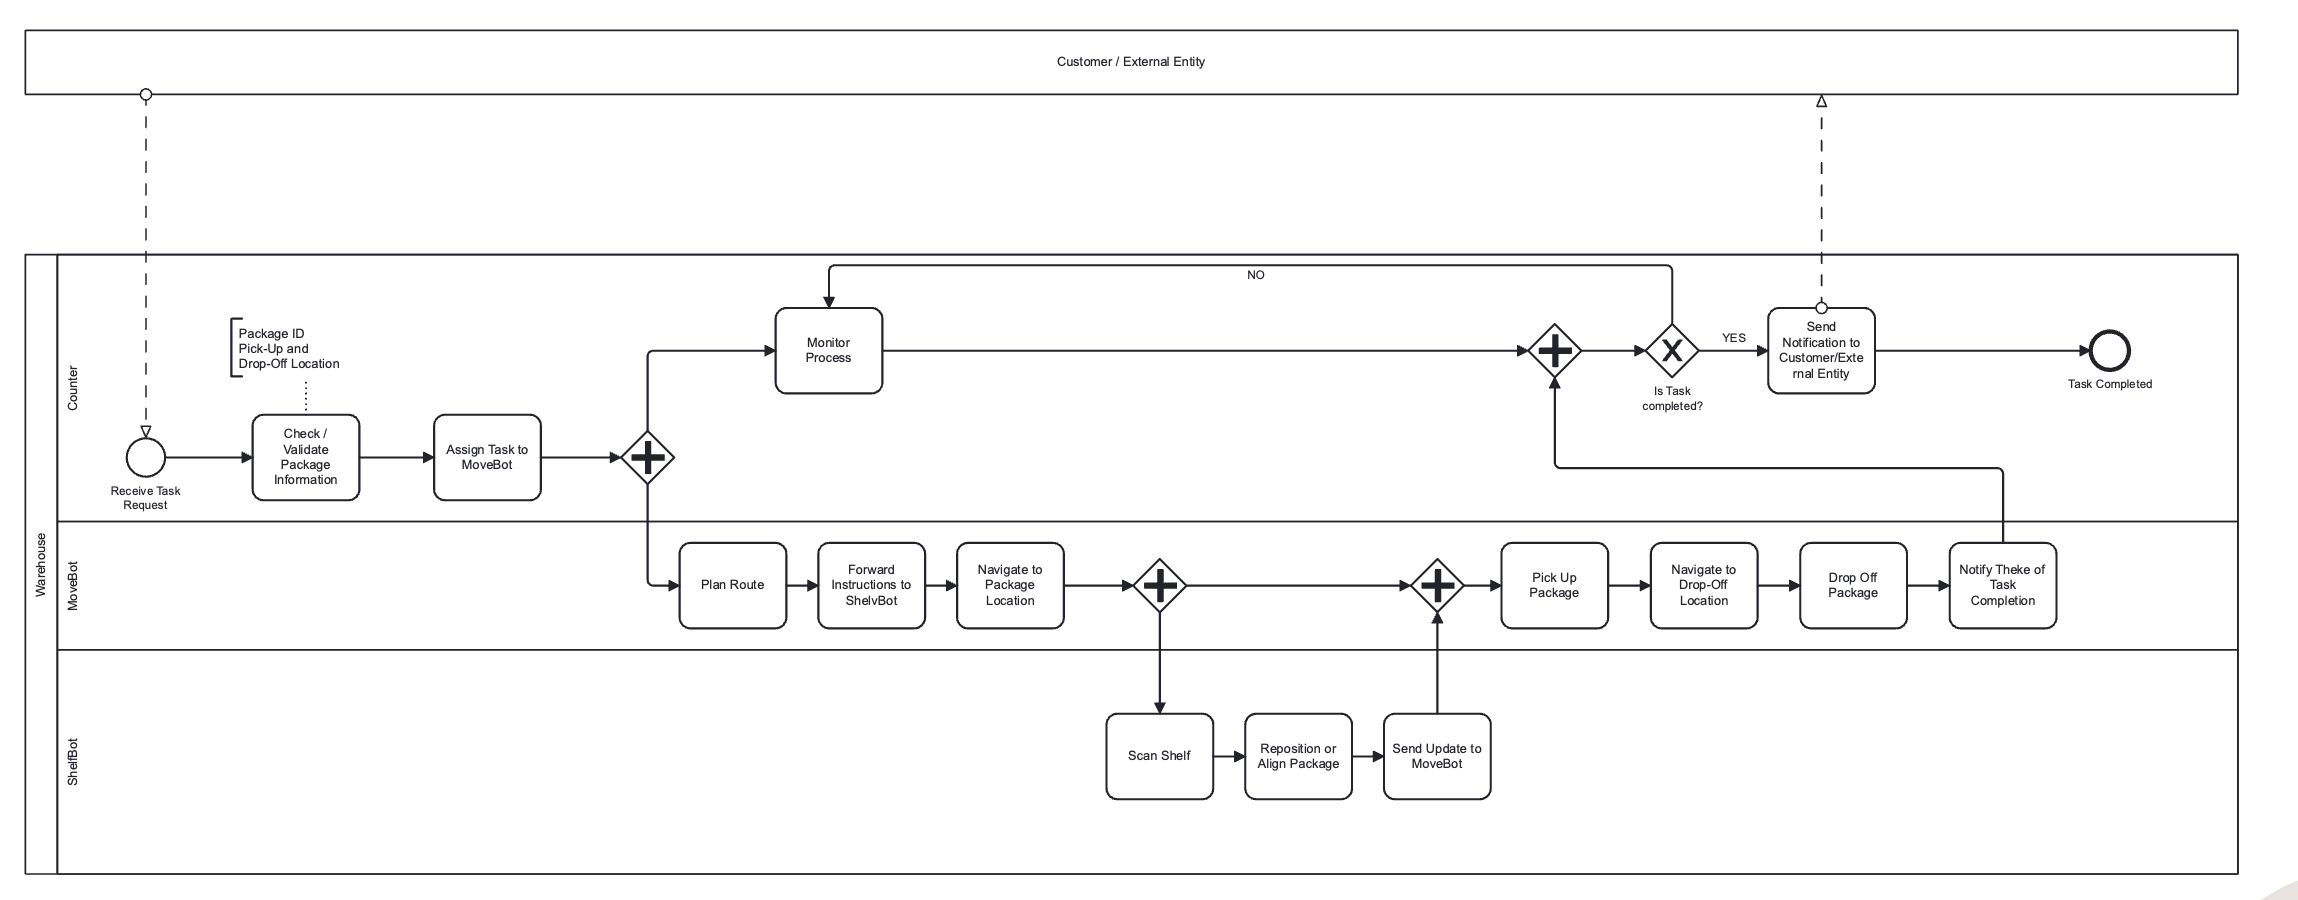 Customer / External Entity
Warehouse
Counter
NO
Package ID
Pick-Up and
Drop-Off Location
Receive Task
Request
Check /
Validate
Package
Information
Assign Task to
MoveBot
Monitor
Process
Is Task
completed?
YES
Send
Notification to
Customer/Exte
rnal Entity
Task Completed
MoveBot
Plan Route
Forward
Instructions to
ShelvBot
Navigate to
Package
Location
Pick Up
Package
Navigate to
Drop-Off
Location
Drop Off
Package
Notify Theke of
Task
Completion
ShelfBot
Scan Shelf
Reposition or
Align Package
Send Update to
MoveBot